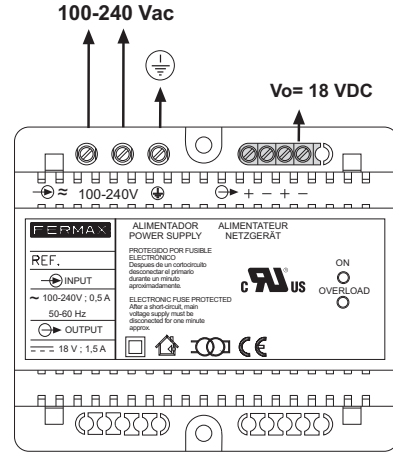 100-240 Vac
Vo= 18 VDC
≈ 100-240V
+ - + -
FERMAX
REF.
INPUT
~ 100-240V ; 0,5 A
50-60 Hz
OUTPUT
18 V ; 1,5A
ALIMENTADOR
POWER SUPPLY
ALIMENTATEUR
NETZGERÄT
PROTEGIDO POR FUSIBLE
ELECTRÓNICO
Despues de un cortocircuito
desconectar el primario
durante un minuto
aproximadamente.
ELECTRONIC FUSE PROTECTED
After a short-circuit, main
voltage supply must be
disconected for one minute
approx.
c RU ® US
CE
ON
OVERLOAD